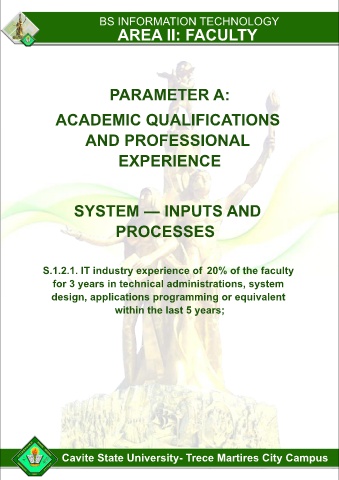 BS INFORMATION TECHNOLOGY
AREA II: FACULTY
PARAMETER A:
ACADEMIC QUALIFICATIONS
AND PROFESSIONAL
EXPERIENCE
SYSTEM — INPUTS AND
PROCESSES
S.1.2.1. IT industry experience of 20% of the faculty
for 3 years in technical administrations, system
design, applications programming or equivalent
within the last 5 years;
Cavite State University- Trece Martires City Campus